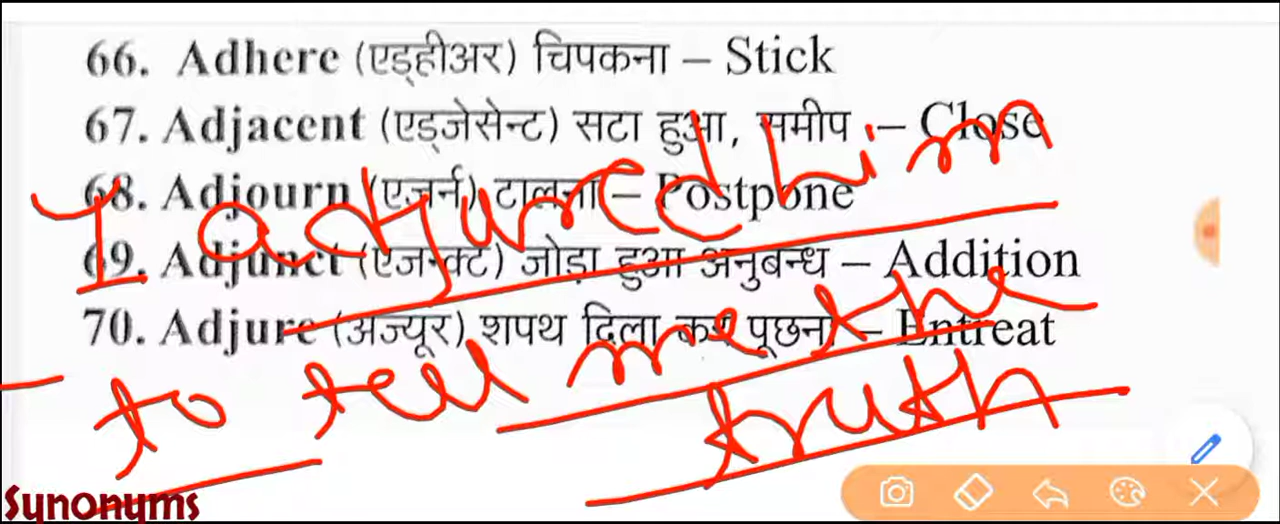 66. Adhere (एड्हीअर) चिपकना – Stick
67. Adjacent (एड्जेसेन्ट) सटा हुआ, समीप – Close
68. Adjourn (एजर्न) टालना – Postpone
69. Adjunct (एजन्क्ट) जोड़ा हुआ अनुबन्ध – Addition
70. Adjure (अज्यूर) शपथ दिला कर पूछना – Entreat
I adjured him
to tell me the
truth
Synonyms